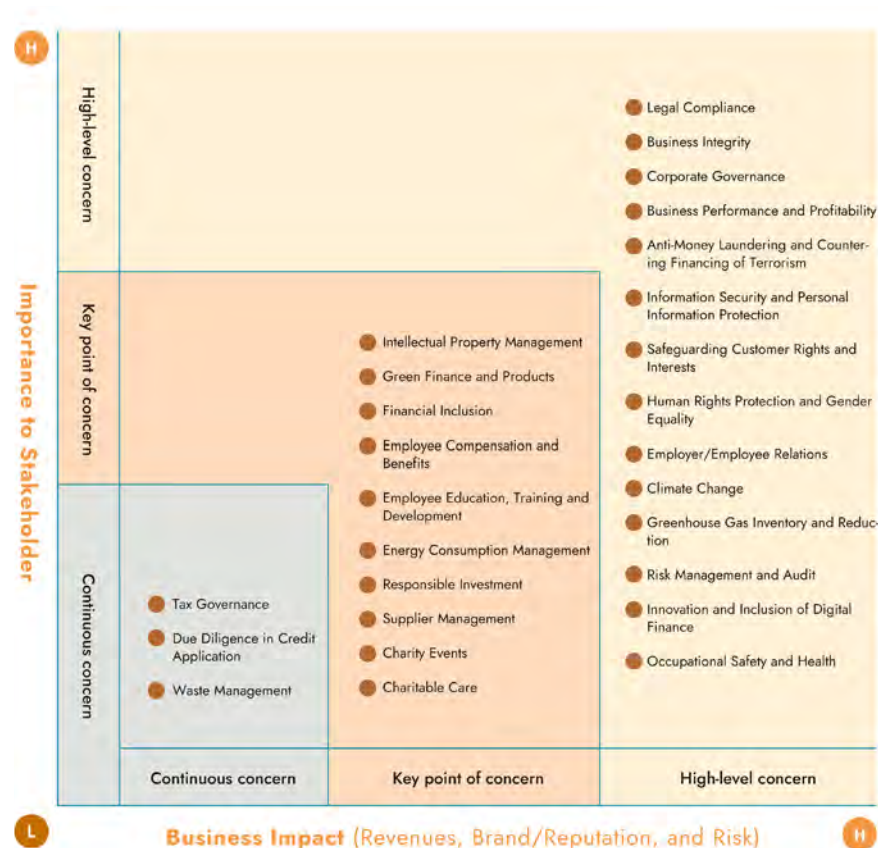 H
High-level concern
Legal Compliance
Business Integrity
Corporate Governance
Business Performance and Profitability
Anti-Money Laundering and Counter-
ing Financing of Terrorism
Information Security and Personal
Information Protection
Safeguarding Customer Rights and
Interests
Human Rights Protection and Gender
Equality
Employer/Employee Relations
Climate Change
Greenhouse Gas Inventory and Reduc-
tion
Risk Management and Audit
Innovation and Inclusion of Digital
Finance
Occupational Safety and Health
Importance to Stakeholder
Key point of concern
Intellectual Property Management
Green Finance and Products
Financial Inclusion
Employee Compensation and
Benefits
Employee Education, Training and
Development
Energy Consumption Management
Responsible Investment
Supplier Management
Charity Events
Charitable Care
Continuous concern
Tax Governance
Due Diligence in Credit
Application
Waste Management
Continuous concern
Key point of concern
High-level concern
L
Business Impact (Revenues, Brand/Reputation, and Risk)
H